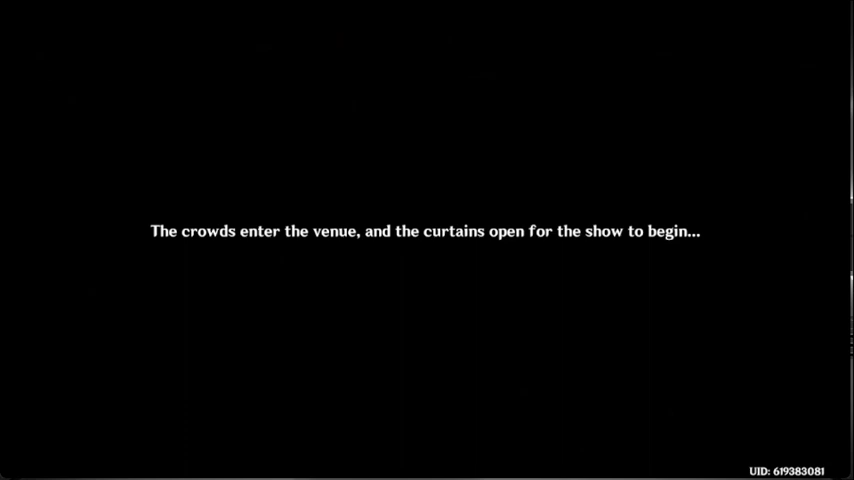 The crowds enter the venue, and the curtains open for the show to begin...
UID: 619383081